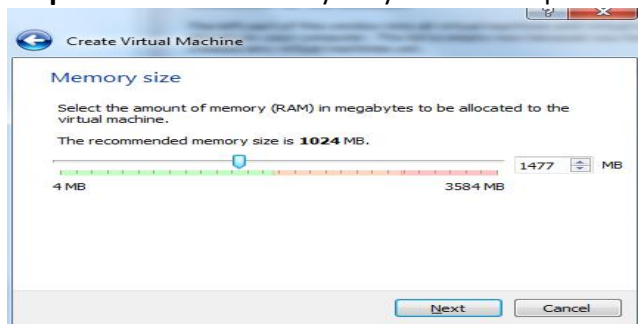 Create Virtual Machine
Memory size
Select the amount of memory (RAM) in megabytes to be allocated to the
virtual machine.
The recommended memory size is 1024 MB.
1477 MB
4 MB 3584 MB
Next Cancel